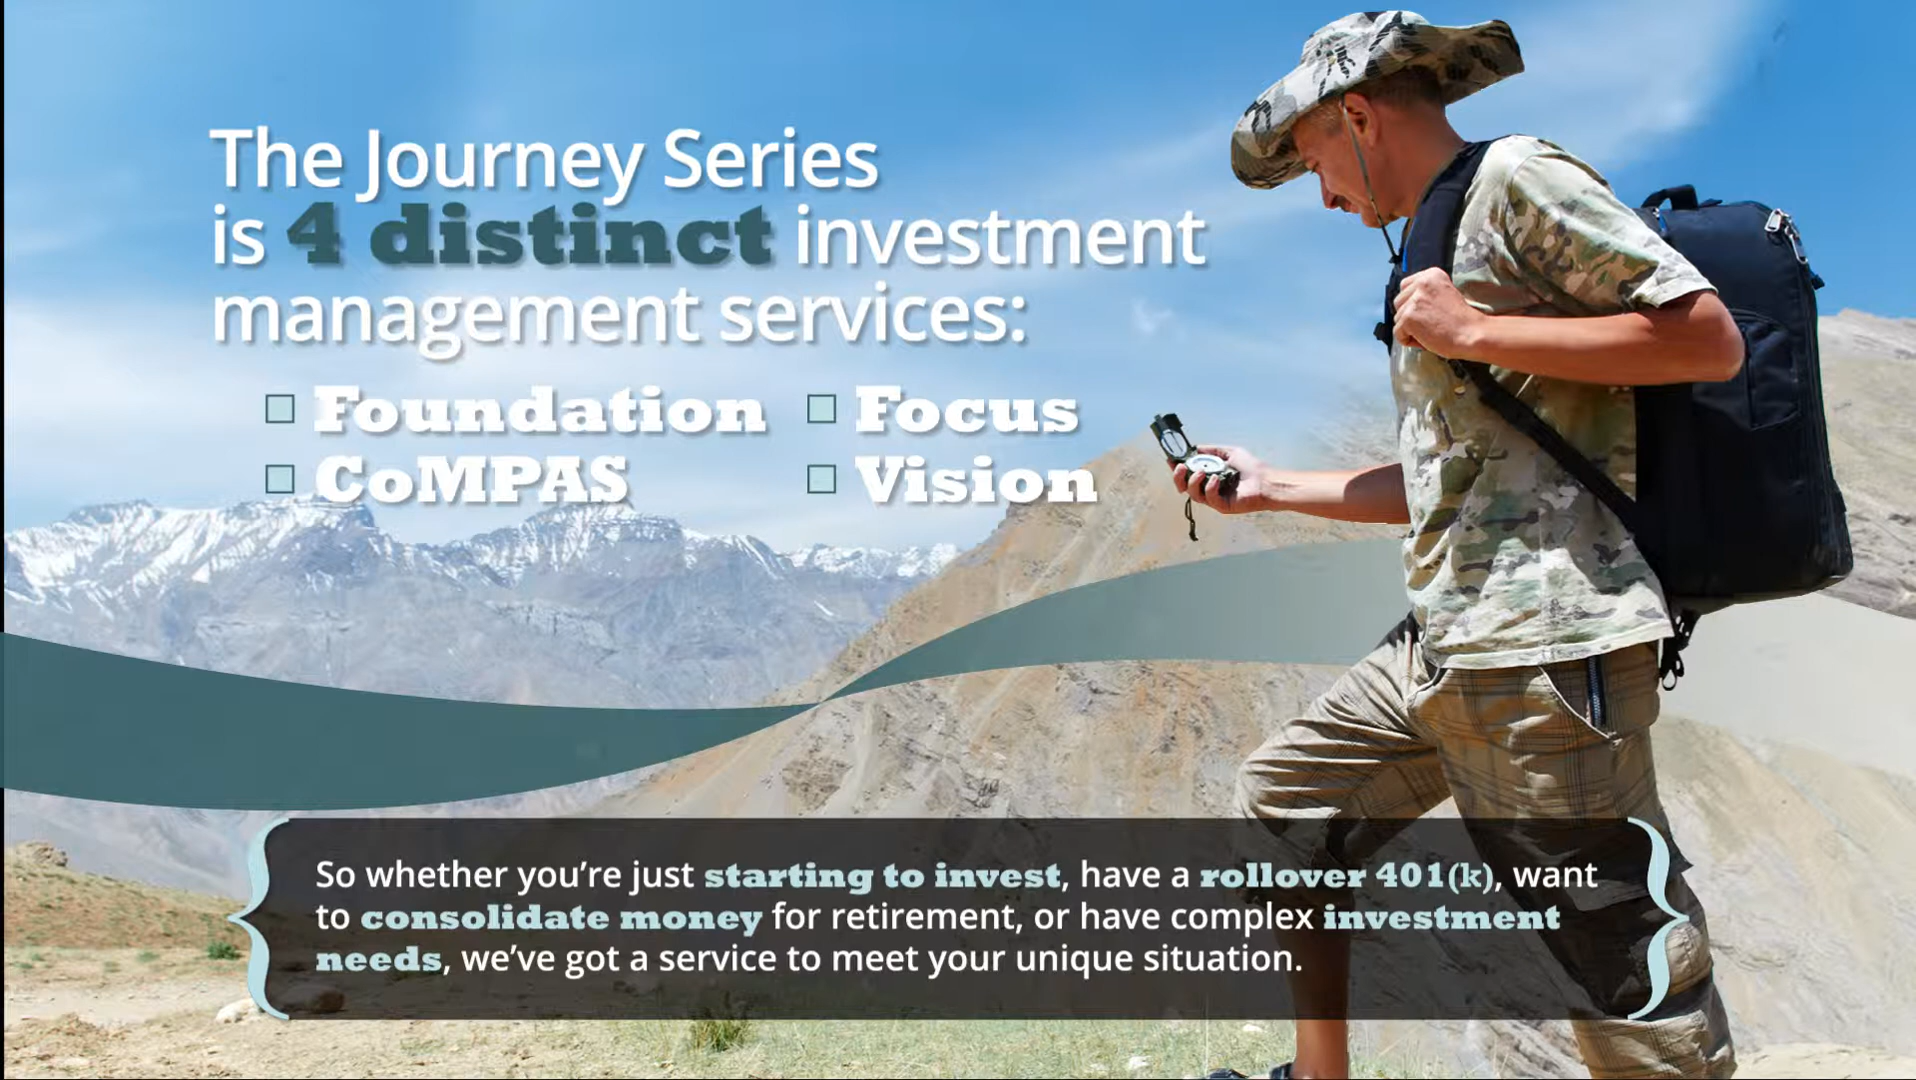 The Journey Series
is 4 distinct investment
management services:
Foundation
Focus
CoMPAS
Vision
So whether you’re just starting to invest, have a rollover 401(k), want
to consolidate money for retirement, or have complex investment
needs, we’ve got a service to meet your unique situation.